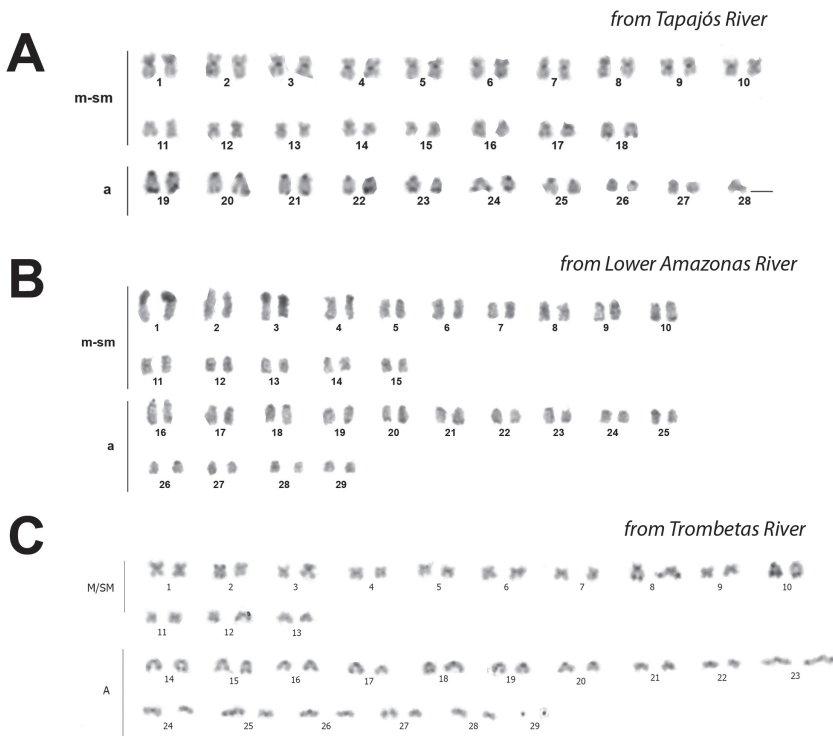 from Tapajós River
A
m-sm
1 2 3 4 5 6 7 8 9 10
11 12 13 14 15 16 17 18
a
19 20 21 22 23 24 25 26 27 28
from Lower Amazonas River
B
m-sm
1 2 3 4 5 6 7 8 9 10
11 12 13 14 15
a
16 17 18 19 20 21 22 23 24 25
26 27 28 29
from Trombetas River
C
M/SM
1 2 3 4 5 6 7 8 9 10
11 12 13
A
14 15 16 17 18 19 20 21 22 23
24 25 26 27 28 29